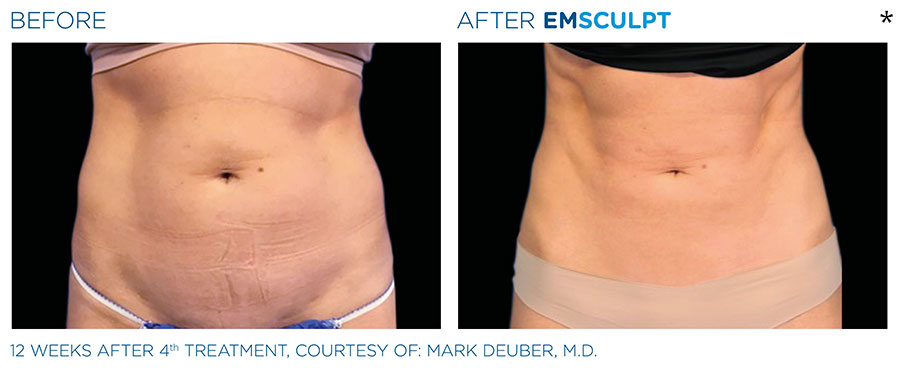 BEFORE
AFTER EMSCULPT
*
12 WEEKS AFTER 4th TREATMENT, COURTESY OF: MARK DEUBER, M.D.